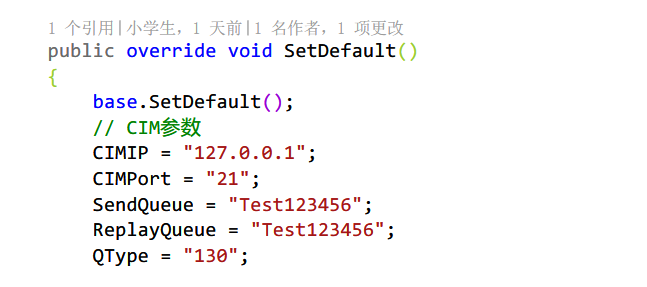 1 个引用|小学生，1 天前|1 名作者，1 项更改
public override void SetDefault()
{
    base.SetDefault();
    // CIM参数
    CIMIP = "127.0.0.1";
    CIMPort = "21";
    SendQueue = "Test123456";
    ReplayQueue = "Test123456";
    QType = "130";